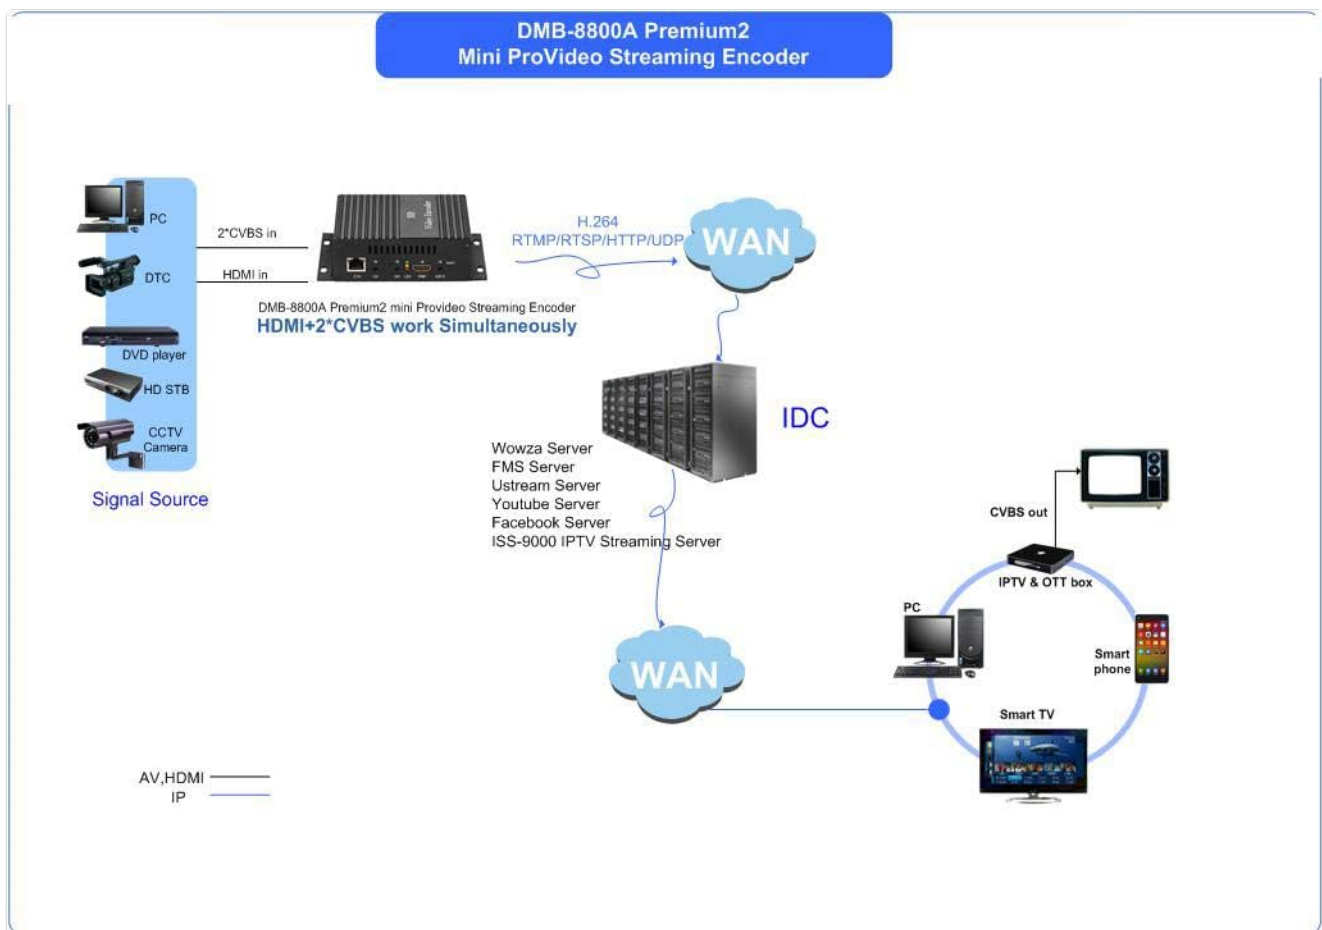 DMB-8800A Premium2
Mini ProVideo Streaming Encoder
PC
DTC
DVD player
HD STB
CCTV
Camera
Signal Source
2*CVBS in
HDMI in
HD
Video Encoder
DMB-8800A Premium2 mini Provideo Streaming Encoder
HDMI+2*CVBS work Simultaneously
H.264
RTMP/RTSP/HTTP/UDP
WAN
IDC
Wowza Server
FMS Server
Ustream Server
Youtube Server
Facebook Server
ISS-9000 IPTV Streaming Server
WAN
CVBS out
IPTV & OTT box
PC
Smart
phone
Smart TV
AV,HDMI
IP